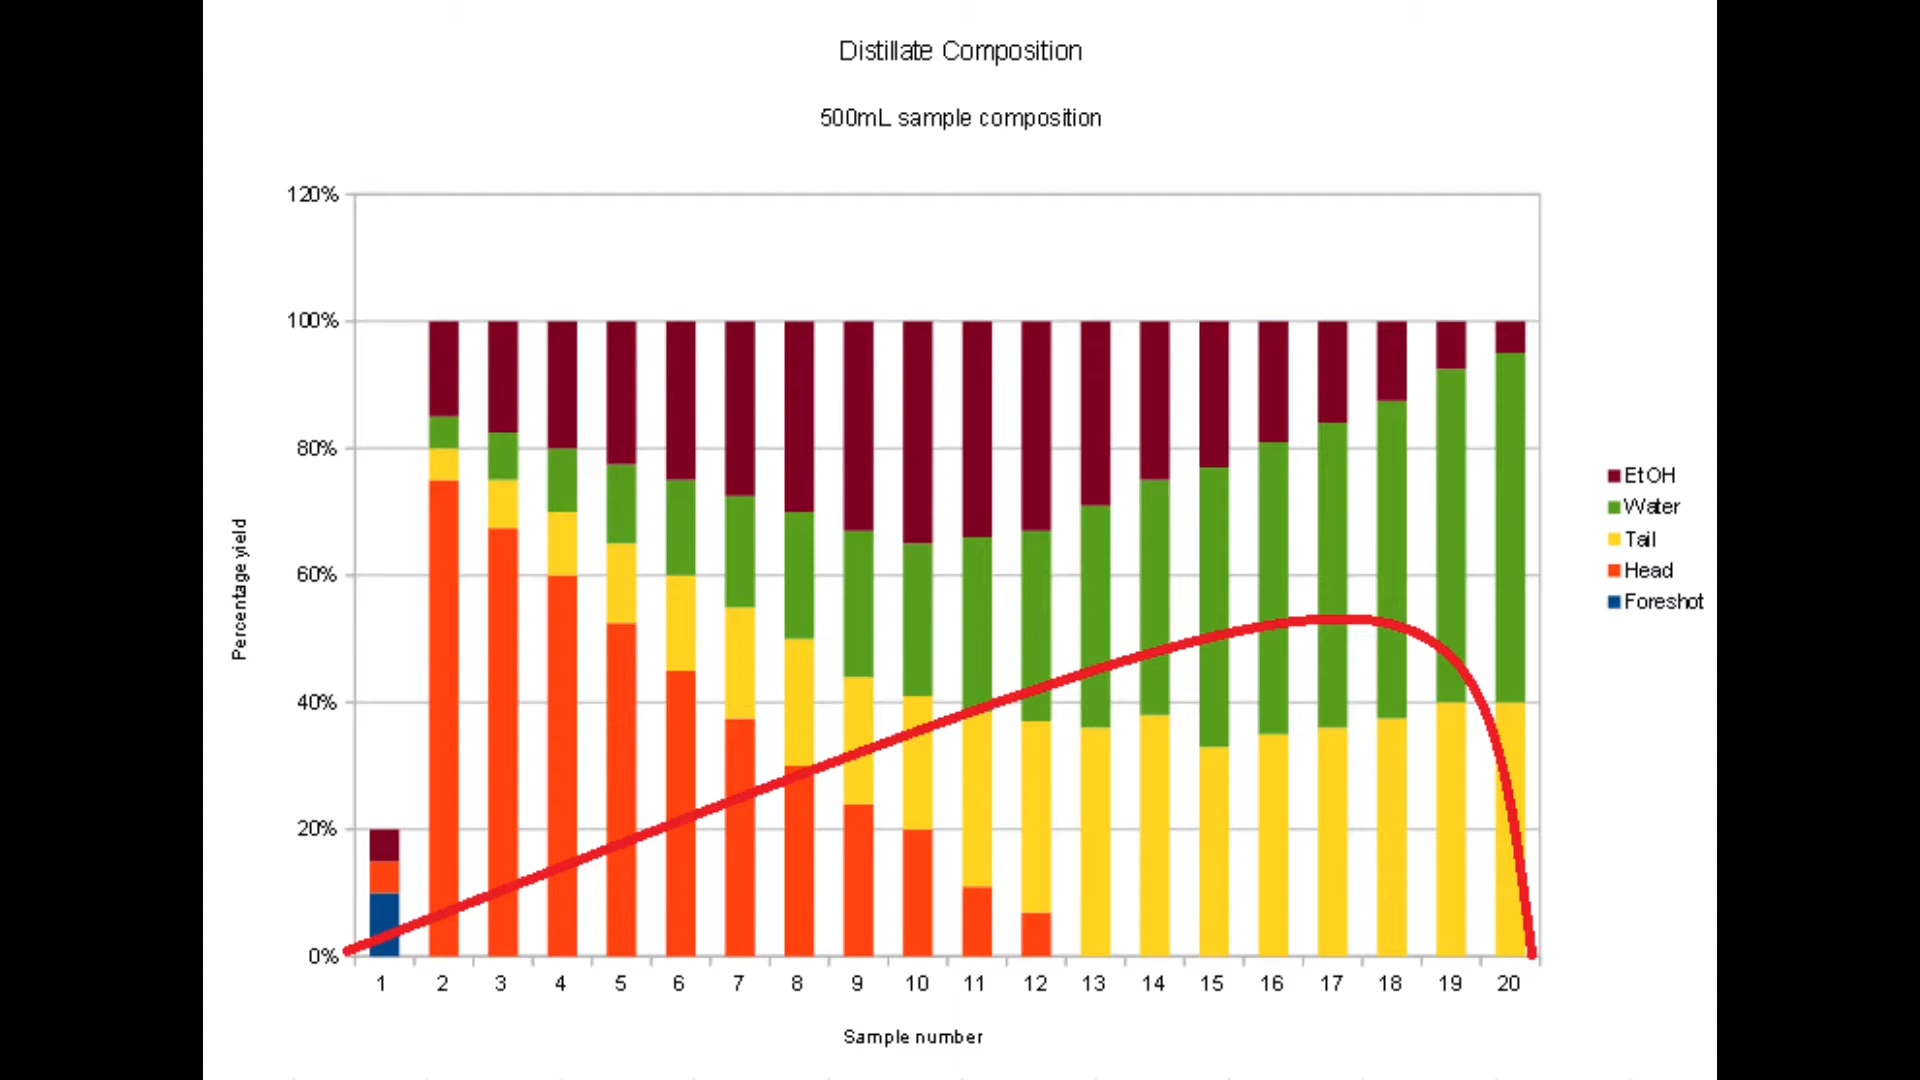 Distillate Composition
500mL sample composition
120%
100%
80%
60%
40%
20%
0%
Percentage yield
1 2 3 4 5 6 7 8 9 10 11 12 13 14 15 16 17 18 19 20
Sample number
EtOH
Water
Tail
Head
Foreshot